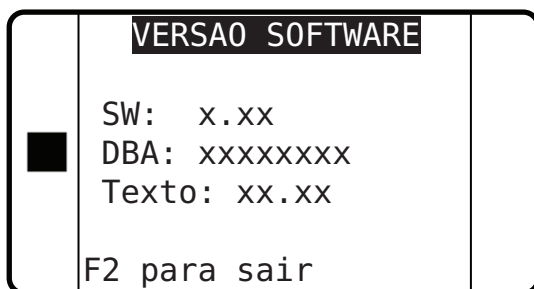 VERSAO SOFTWARE
SW: x.xx
DBA: xxxxxxxx
Texto: xx.xx
F2 para sair